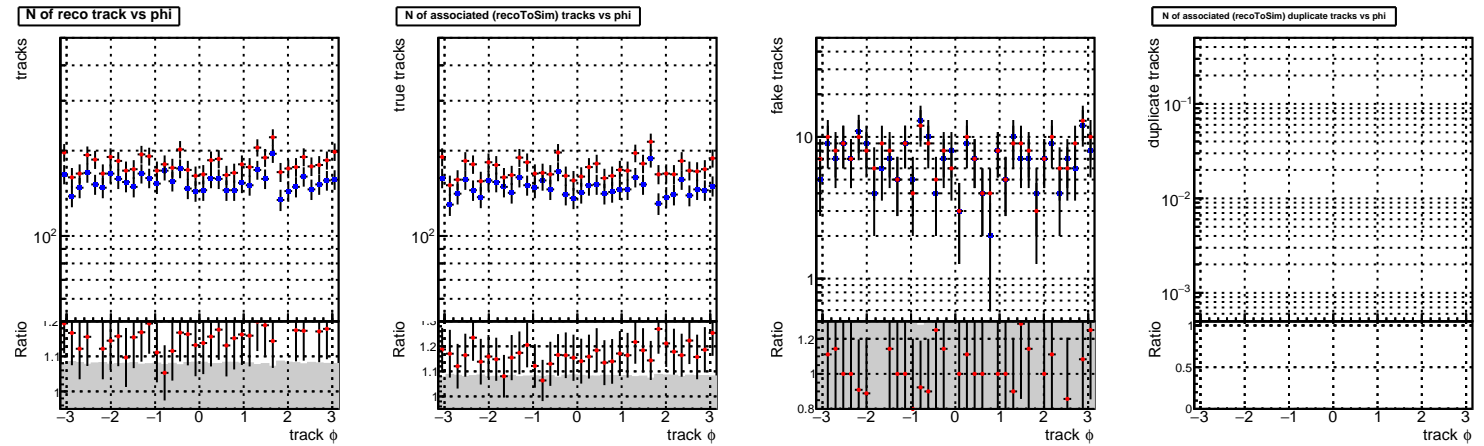 N of reco track vs phi
tracks
10²
Ratio
1.2
1.1
1
−3 −2 −1 0 1 2 3
track ϕ
N of associated (recoToSim) tracks vs phi
true tracks
10²
Ratio
1.3
1.2
1.1
1
−3 −2 −1 0 1 2 3
track ϕ
fake tracks
10
1
Ratio
1.2
1
0.8
−3 −2 −1 0 1 2 3
track ϕ
N of associated (recoToSim) duplicate tracks vs phi
duplicate tracks
10⁻¹
10⁻²
10⁻³
Ratio
1
0.5
0
−3 −2 −1 0 1 2 3
track ϕ